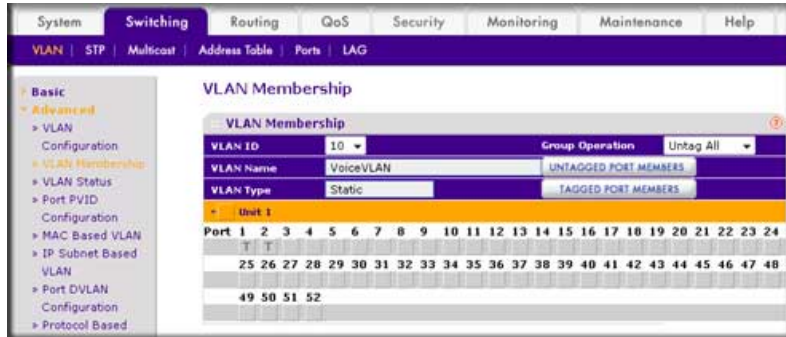 System Switching Routing QoS Security Monitoring Maintenance Help
VLAN | STP | Multicast | Address Table | Ports | LAG
Basic
Advanced
VLAN
Configuration
VLAN Membership
VLAN Status
Port PVID
Configuration
MAC Based VLAN
IP Subnet Based
VLAN
Port DVLAN
Configuration
Protocol Based
VLAN Membership
VLAN Membership
VLAN ID 10 Group Operation Untag All
VLAN Name VoiceVLAN UNTAGGED PORT MEMBERS
VLAN Type Static TAGGED PORT MEMBERS
Unit 1
Port 1 2 3 4 5 6 7 8 9 10 11 12 13 14 15 16 17 18 19 20 21 22 23 24
T T
25 26 27 28 29 30 31 32 33 34 35 36 37 38 39 40 41 42 43 44 45 46 47 48
49 50 51 52